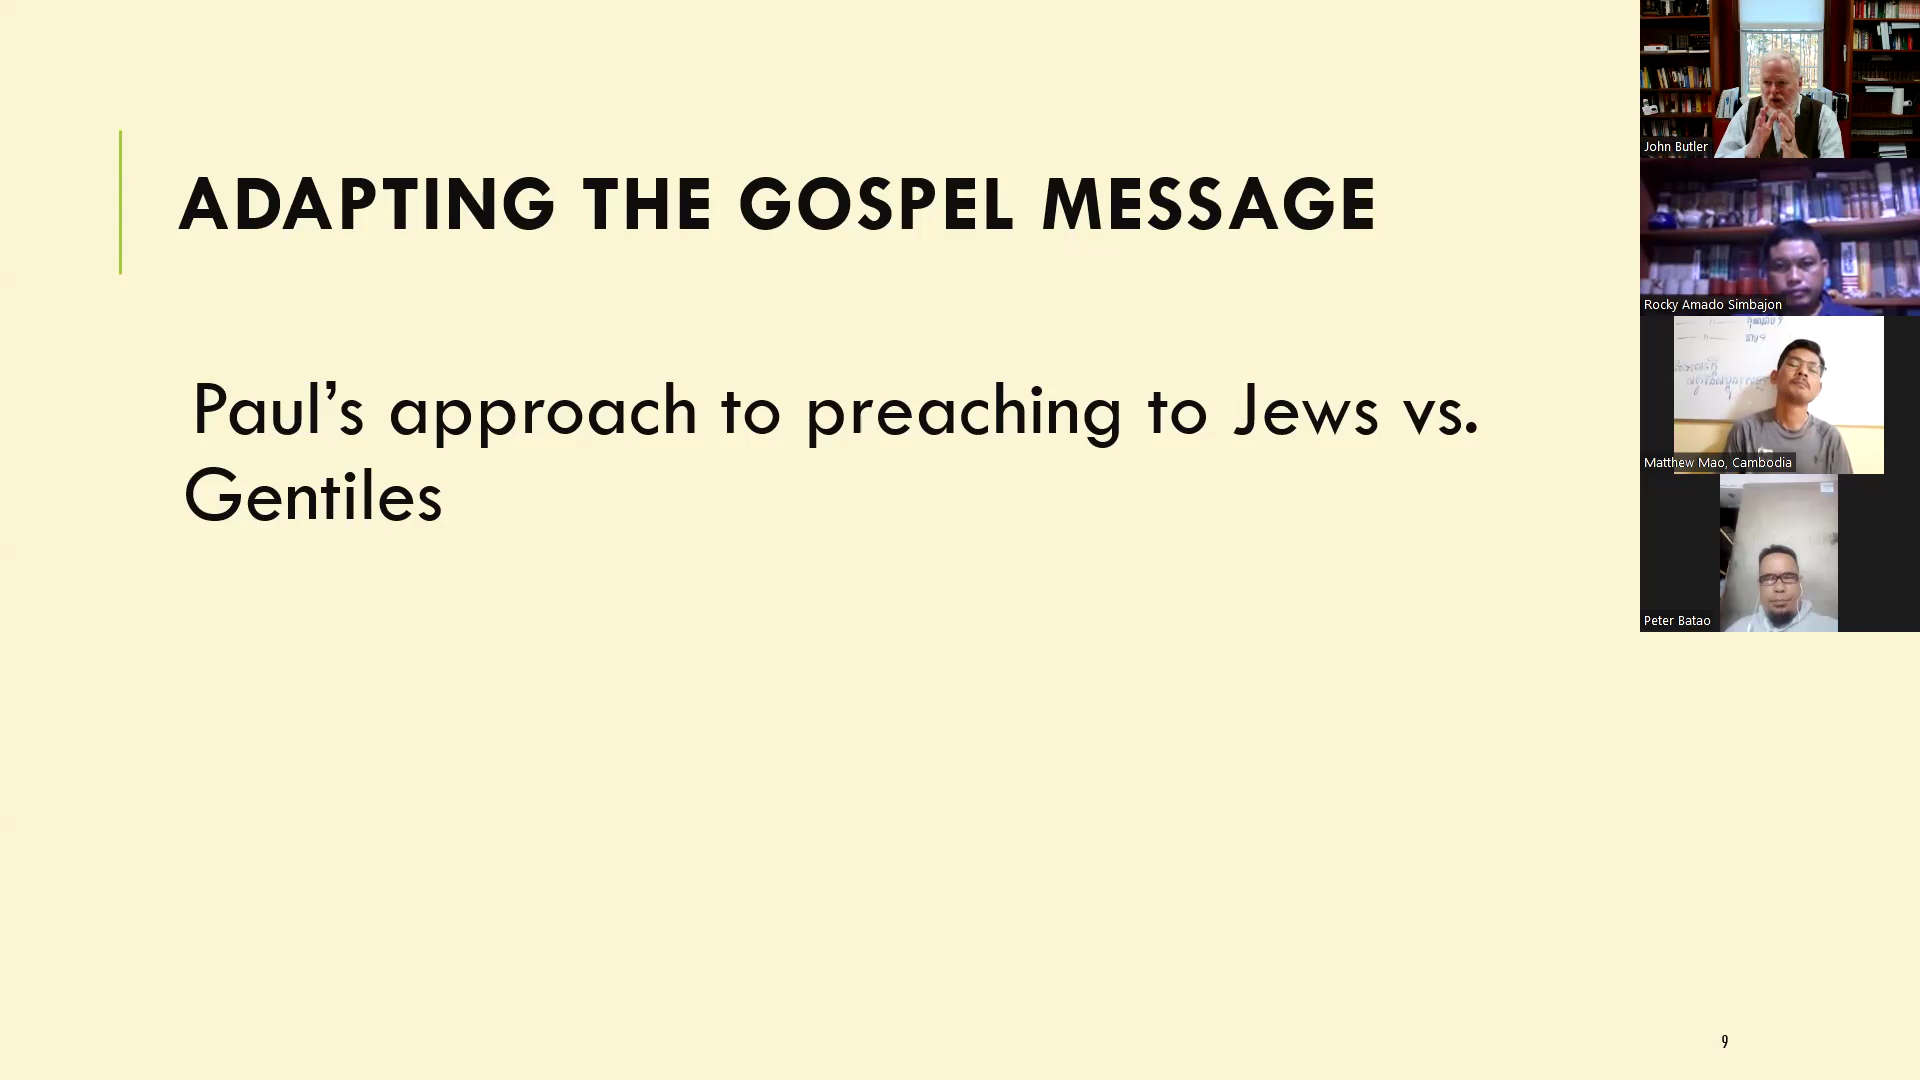 ADAPTING THE GOSPEL MESSAGE
Paul’s approach to preaching to Jews vs.
Gentiles
John Butler
Rocky Amado Simbajon
Matthew Mao, Cambodia
Peter Batao
9